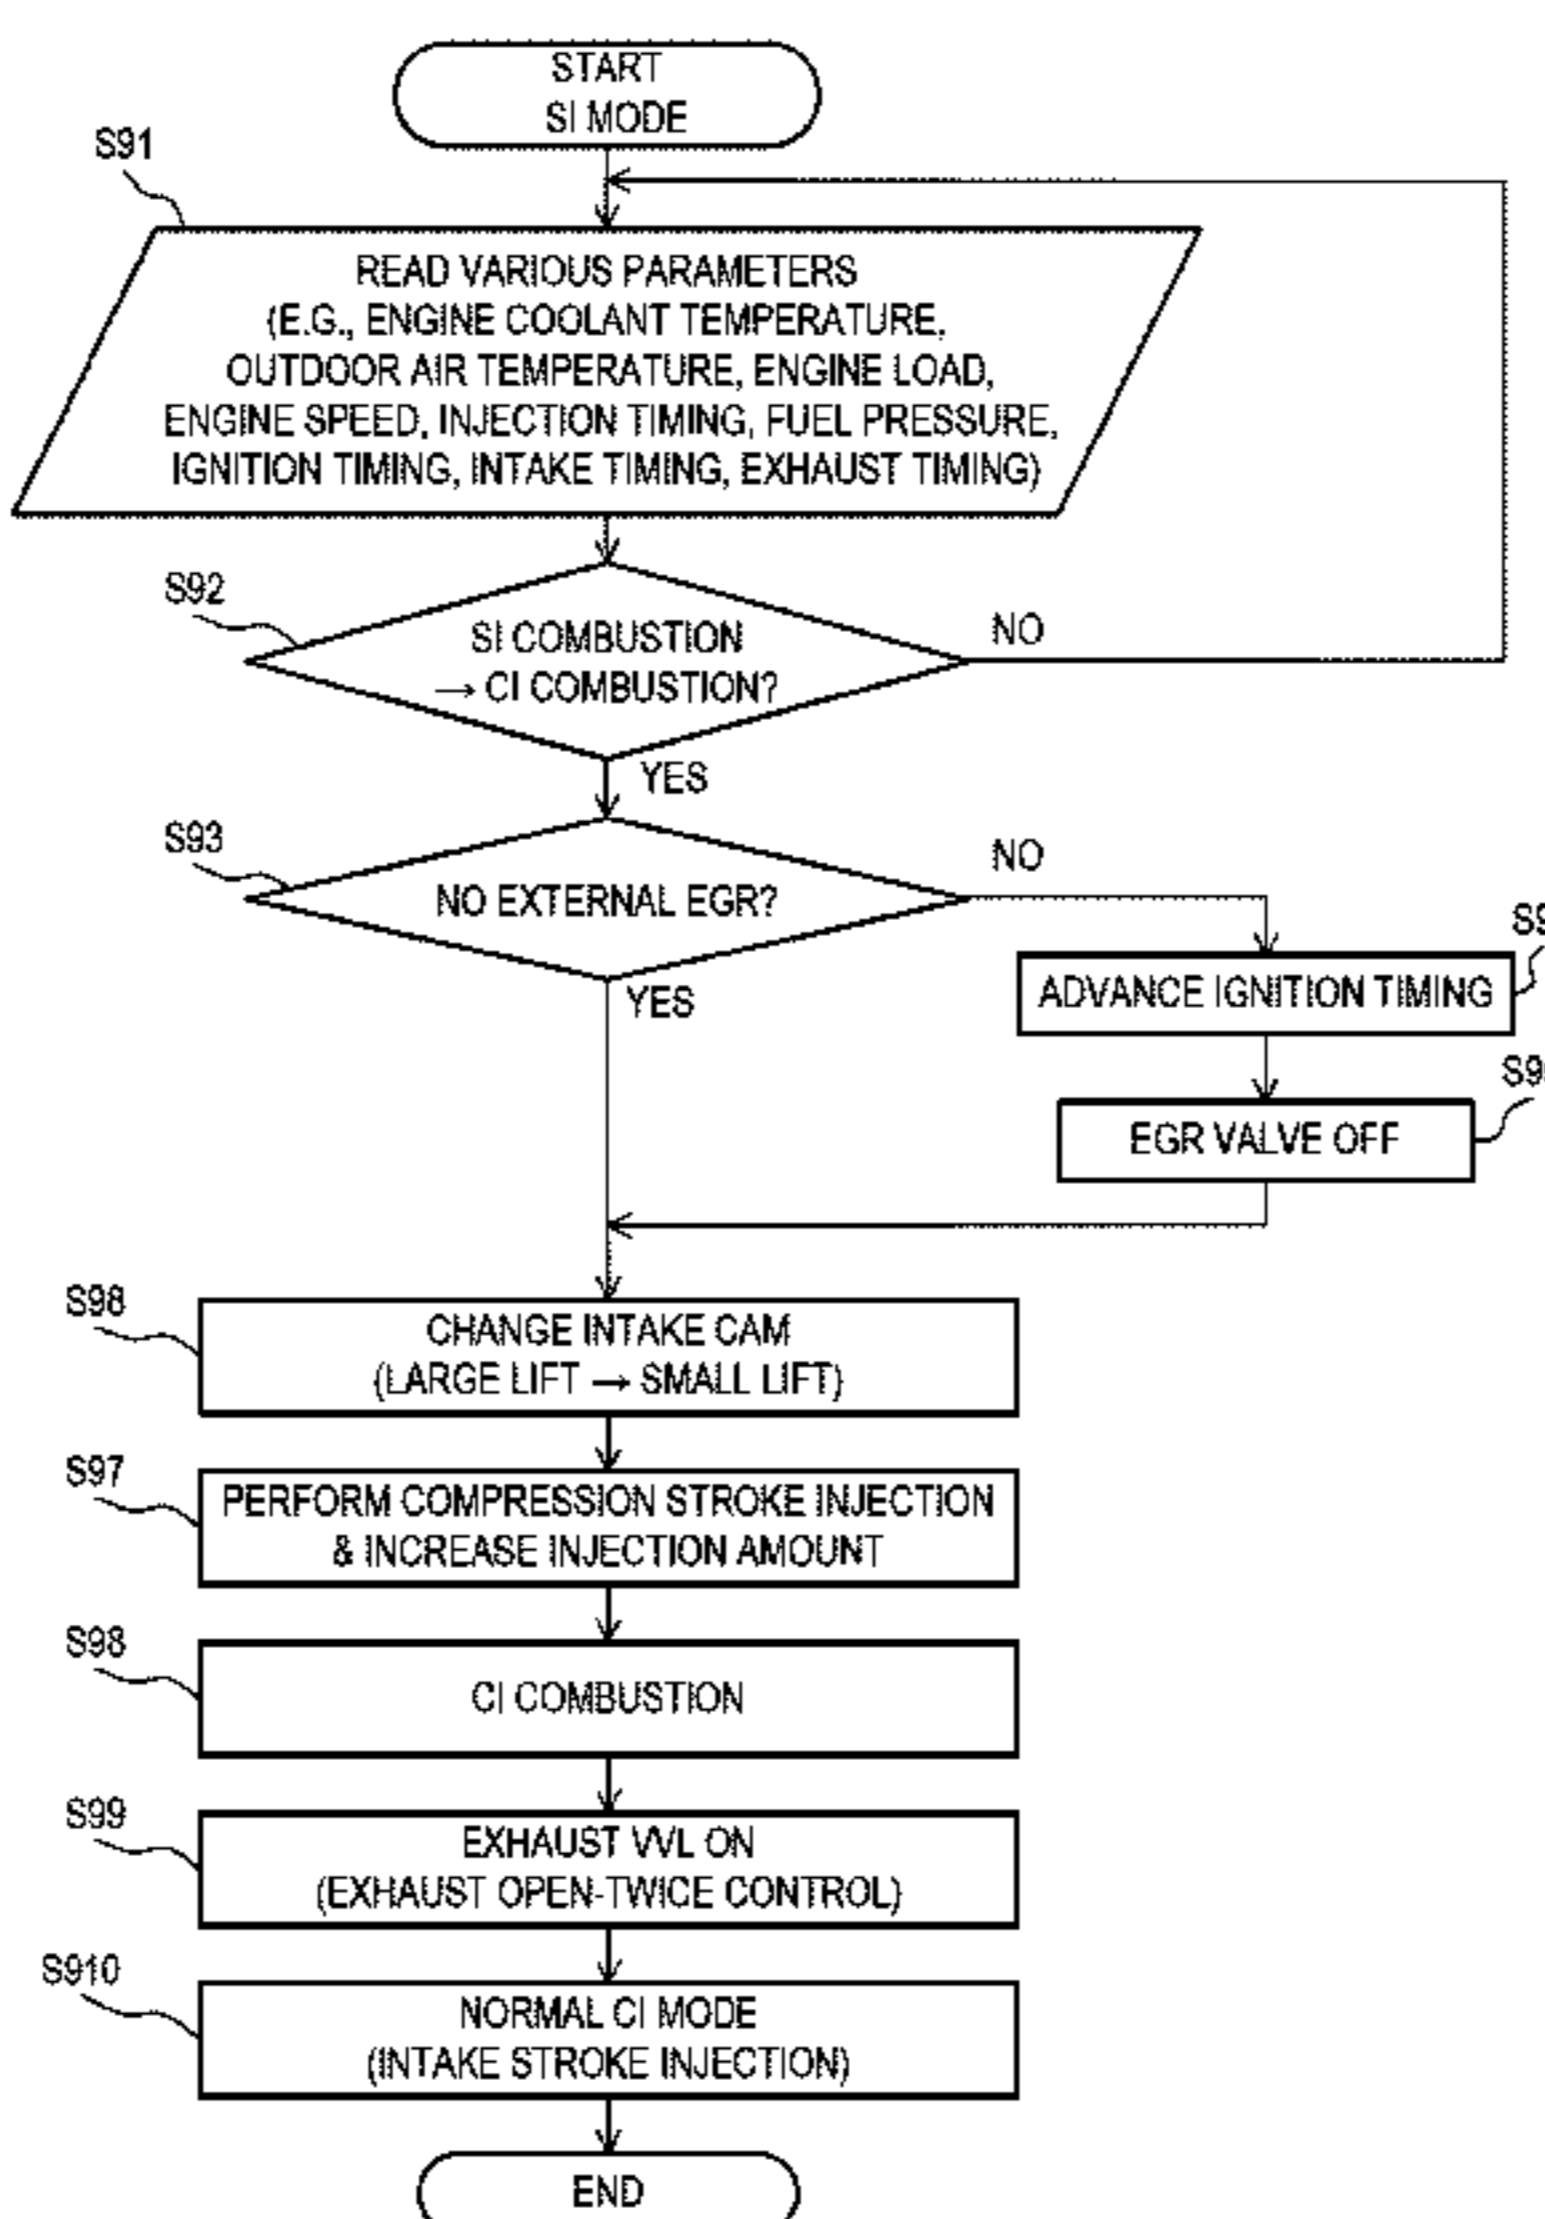 START
SI MODE
S91
READ VARIOUS PARAMETERS
(E.G., ENGINE COOLANT TEMPERATURE,
OUTDOOR AIR TEMPERATURE, ENGINE LOAD,
ENGINE SPEED, INJECTION TIMING, FUEL PRESSURE,
IGNITION TIMING, INTAKE TIMING, EXHAUST TIMING)
S92
SI COMBUSTION
→ CI COMBUSTION?
NO
YES
S93
NO EXTERNAL EGR?
NO
YES
ADVANCE IGNITION TIMING
EGR VALVE OFF
S98
CHANGE INTAKE CAM
(LARGE LIFT → SMALL LIFT)
S97
PERFORM COMPRESSION STROKE INJECTION
& INCREASE INJECTION AMOUNT
S98
CI COMBUSTION
S99
EXHAUST VVL ON
(EXHAUST OPEN-TWICE CONTROL)
S910
NORMAL CI MODE
(INTAKE STROKE INJECTION)
END